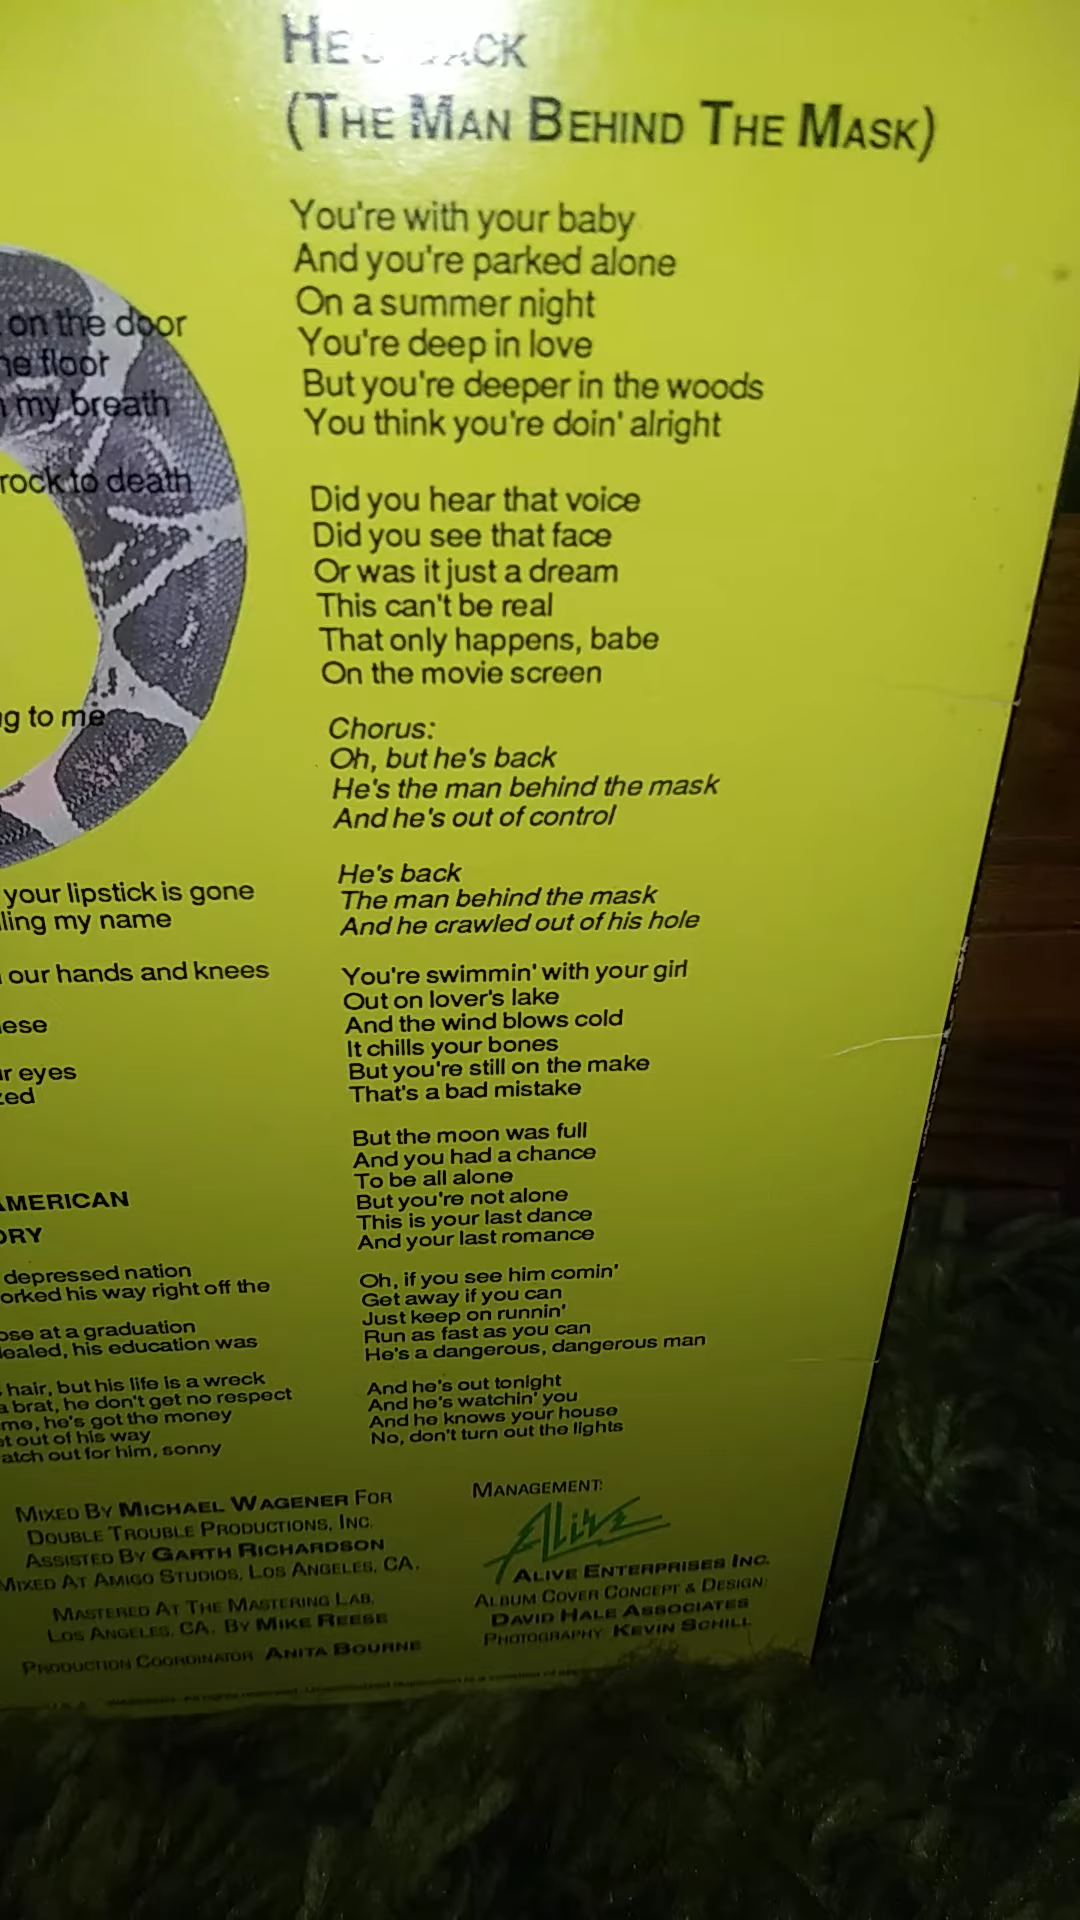 HE'S BACK
(THE MAN BEHIND THE MASK)
You're with your baby
And you're parked alone
On a summer night
You're deep in love
But you're deeper in the woods
You think you're doin' alright
Did you hear that voice
Did you see that face
Or was it just a dream
This can't be real
That only happens, babe
On the movie screen
Chorus:
Oh, but he's back
He's the man behind the mask
And he's out of control
He's back
The man behind the mask
And he crawled out of his hole
You're swimmin' with your girl
Out on lover's lake
And the wind blows cold
It chills your bones
But you're still on the make
That's a bad mistake
But the moon was full
And you had a chance
To be all alone
But you're not alone
This is your last dance
And your last romance
Oh, if you see him comin'
Get away if you can
Just keep on runnin'
Run as fast as you can
He's a dangerous, dangerous man
And he's out tonight
And he's watchin' you
And he knows your house
No, don't turn out the lights
on the door
floor
my breath
rock to death
to me
your lipstick is gone
my name
our hands and knees
eyes
AMERICAN
depressed nation
his way right off the
at a graduation
his education was
hair, but his life is a wreck
brat, he don't get no respect
he's got the money
out of his way
out for him, sonny
MIXED BY MICHAEL WAGENER FOR
DOUBLE TROUBLE PRODUCTIONS, INC.
ASSISTED BY GARTH RICHARDSON
MIXED AT AMIGO STUDIOS, LOS ANGELES, CA.
MASTERED AT THE MASTERING LAB,
LOS ANGELES, CA. BY MIKE REESE
PRODUCTION COORDINATOR ANITA BOURNE
MANAGEMENT:
Alive
ALIVE ENTERPRISES INC.
ALBUM COVER CONCEPT & DESIGN:
DAVID HALE ASSOCIATES
PHOTOGRAPHY: KEVIN SCHILL